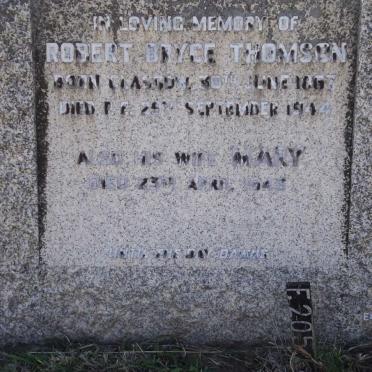 IN LOVING MEMORY OF
ROBERT BRYCE THOMSON
BORN GLASGOW, 30TH JUNE 1867
DIED 25TH SEPTEMBER 1944
ALSO HIS WIFE MARY
DIED 23RD APRIL
F205